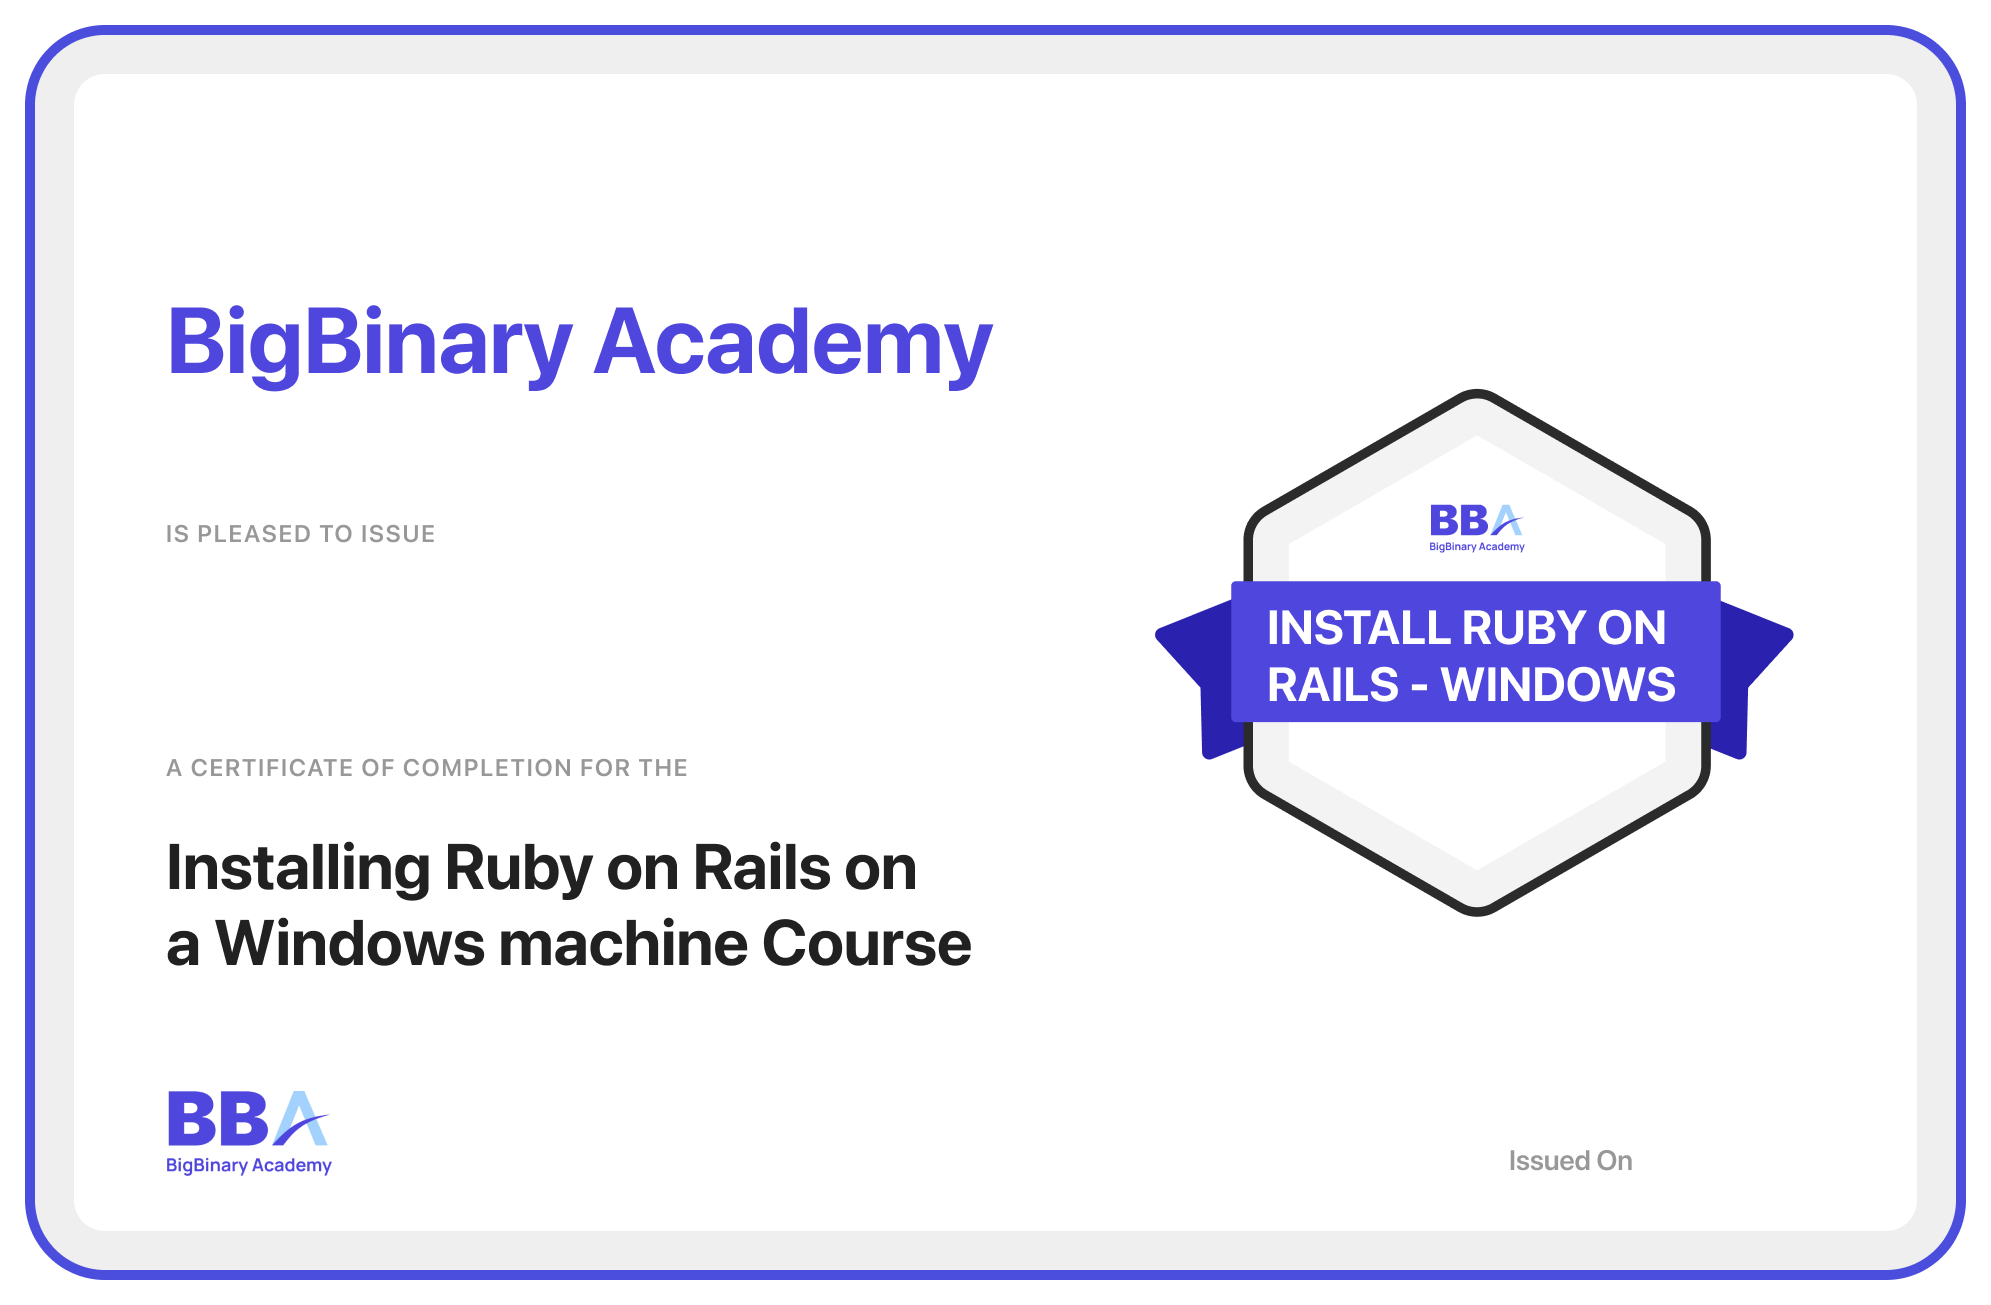 BigBinary Academy
IS PLEASED TO ISSUE
A CERTIFICATE OF COMPLETION FOR THE
Installing Ruby on Rails on
a Windows machine Course
BBA
BigBinary Academy
INSTALL RUBY ON
RAILS - WINDOWS
BBA
BigBinary Academy
Issued On